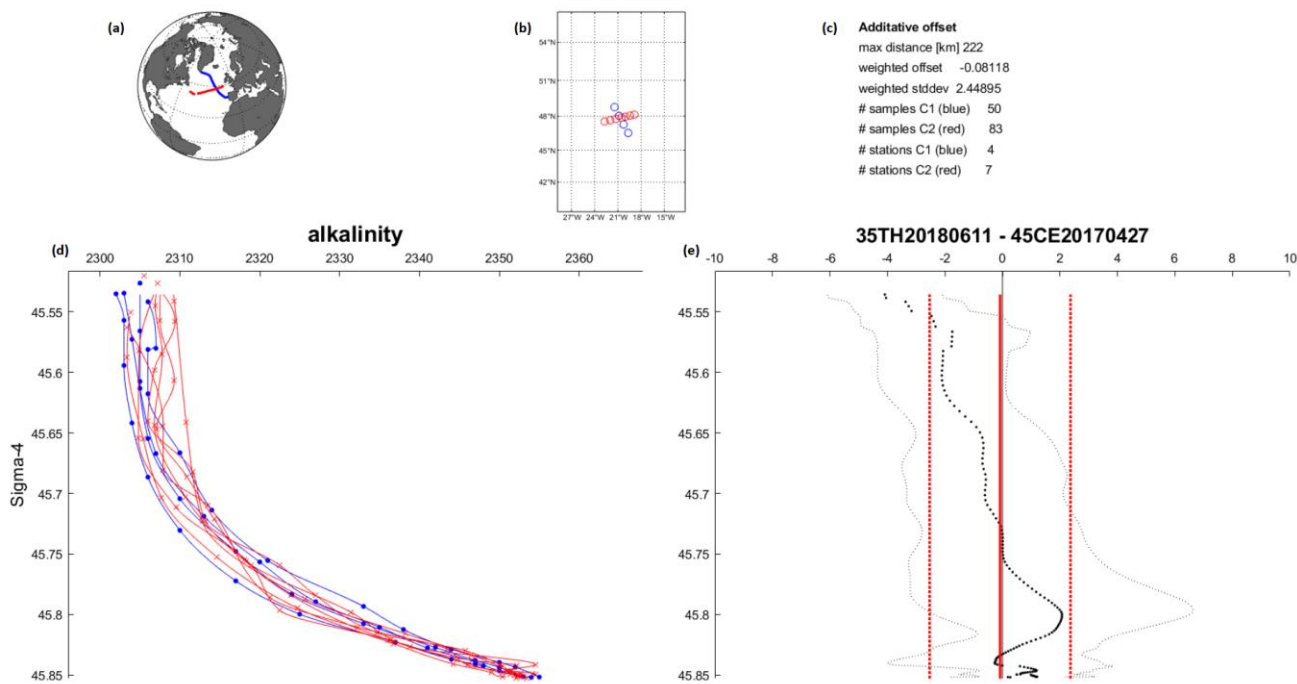 (a)
(b)
(c)
Additative offset
max distance [km] 222
weighted offset -0.08118
weighted stddev 2.44895
# samples C1 (blue) 50
# samples C2 (red) 83
# stations C1 (blue) 4
# stations C2 (red) 7
54°N
51°N
48°N
45°N
42°N
27°W 24°W 21°W 18°W 15°W
(d)
alkalinity
2300 2310 2320 2330 2340 2350 2360
45.55
45.6
45.65
45.7
45.75
45.8
45.85
Sigma-4
(e)
35TH20180611 - 45CE20170427
-10 -8 -6 -4 -2 0 2 4 6 8 10
45.55
45.6
45.65
45.7
45.75
45.8
45.85